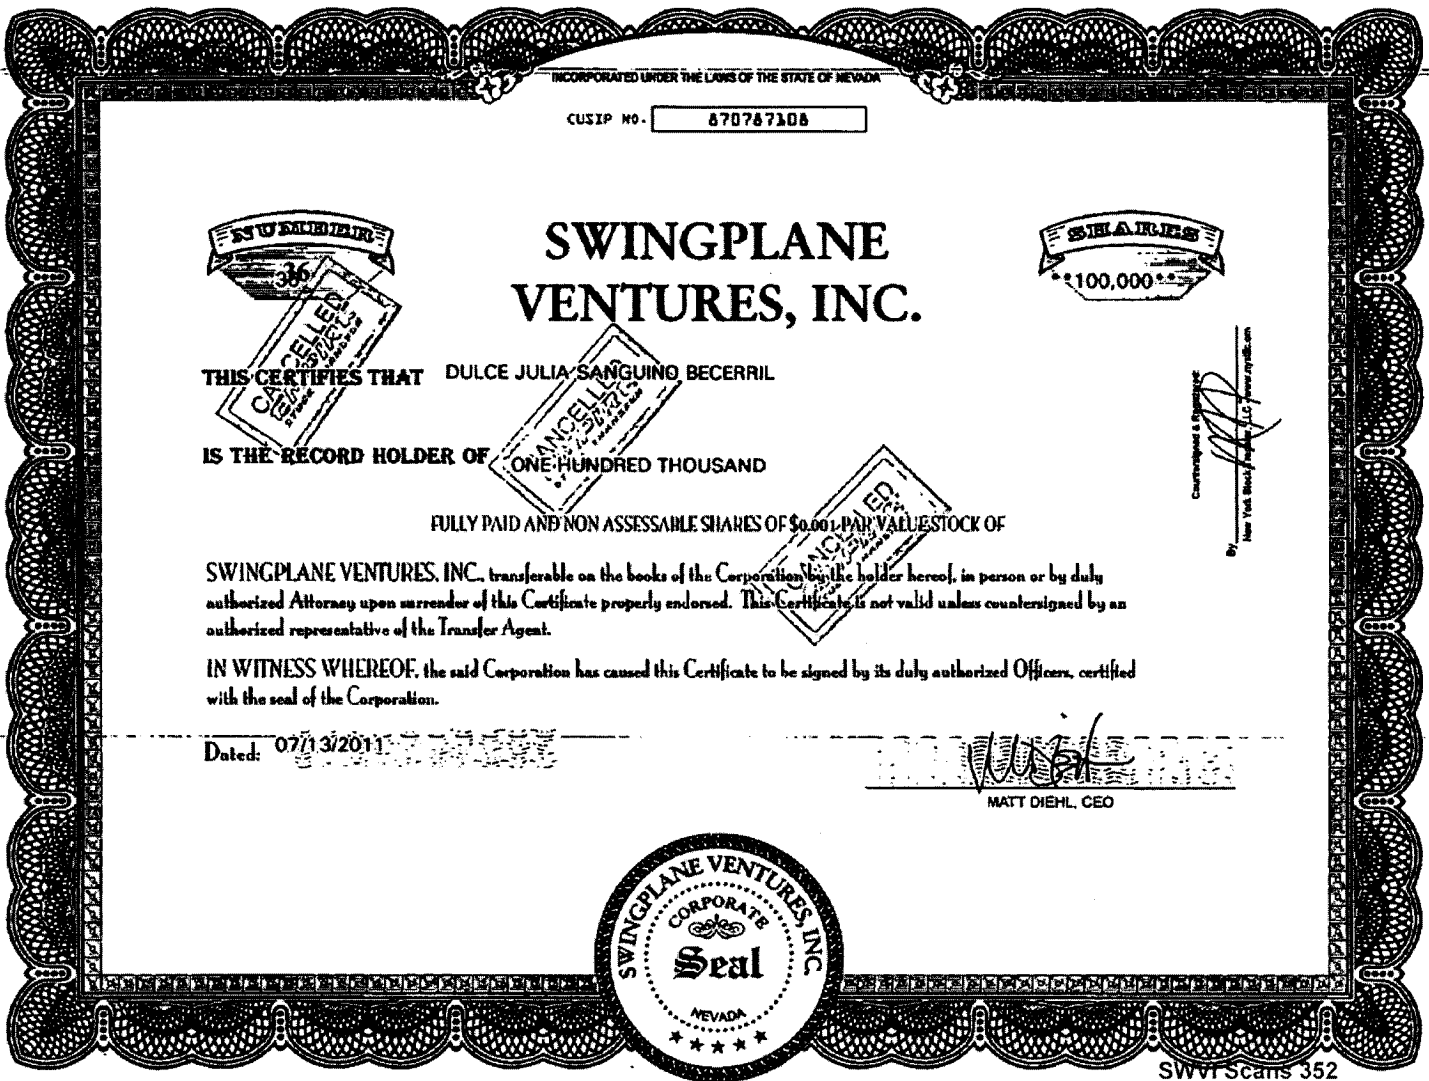 INCORPORATED UNDER THE LAWS OF THE STATE OF NEVADA
CUSIP NO. 870787108
NUMBER
36
SWINGPLANE
VENTURES, INC.
SHARES
**100,000**
CANCELLED
THIS CERTIFIES THAT DULCE JULIA SANGUINO BECERRIL
CANCELLED
IS THE RECORD HOLDER OF ONE HUNDRED THOUSAND
CANCELLED
FULLY PAID AND NON ASSESSABLE SHARES OF $0.001 PAR VALUE STOCK OF
SWINGPLANE VENTURES, INC., transferable on the books of the Corporation by the holder hereof, in person or by duly
authorized Attorney upon surrender of this Certificate properly endorsed. This Certificate is not valid unless countersigned by an
authorized representative of the Transfer Agent.
IN WITNESS WHEREOF, the said Corporation has caused this Certificate to be signed by its duly authorized Officers, certified
with the seal of the Corporation.
Dated: 07/13/2011
MATT DIEHL, CEO
Countersigned & Registered:
By
New York Stock
SWINGPLANE VENTURES, INC.
CORPORATE
Seal
NEVADA
SWVI Scans 352